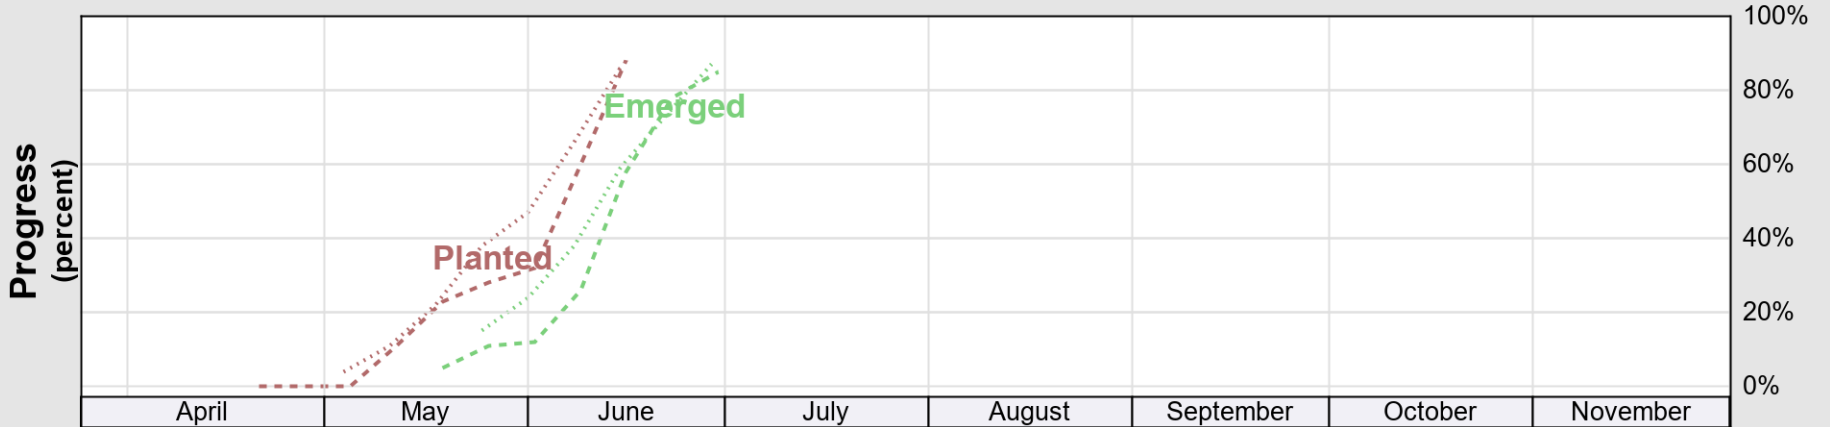 Progress
(percent)
100%
80%
60%
40%
20%
0%
Emerged
Planted
April May June July August September October November